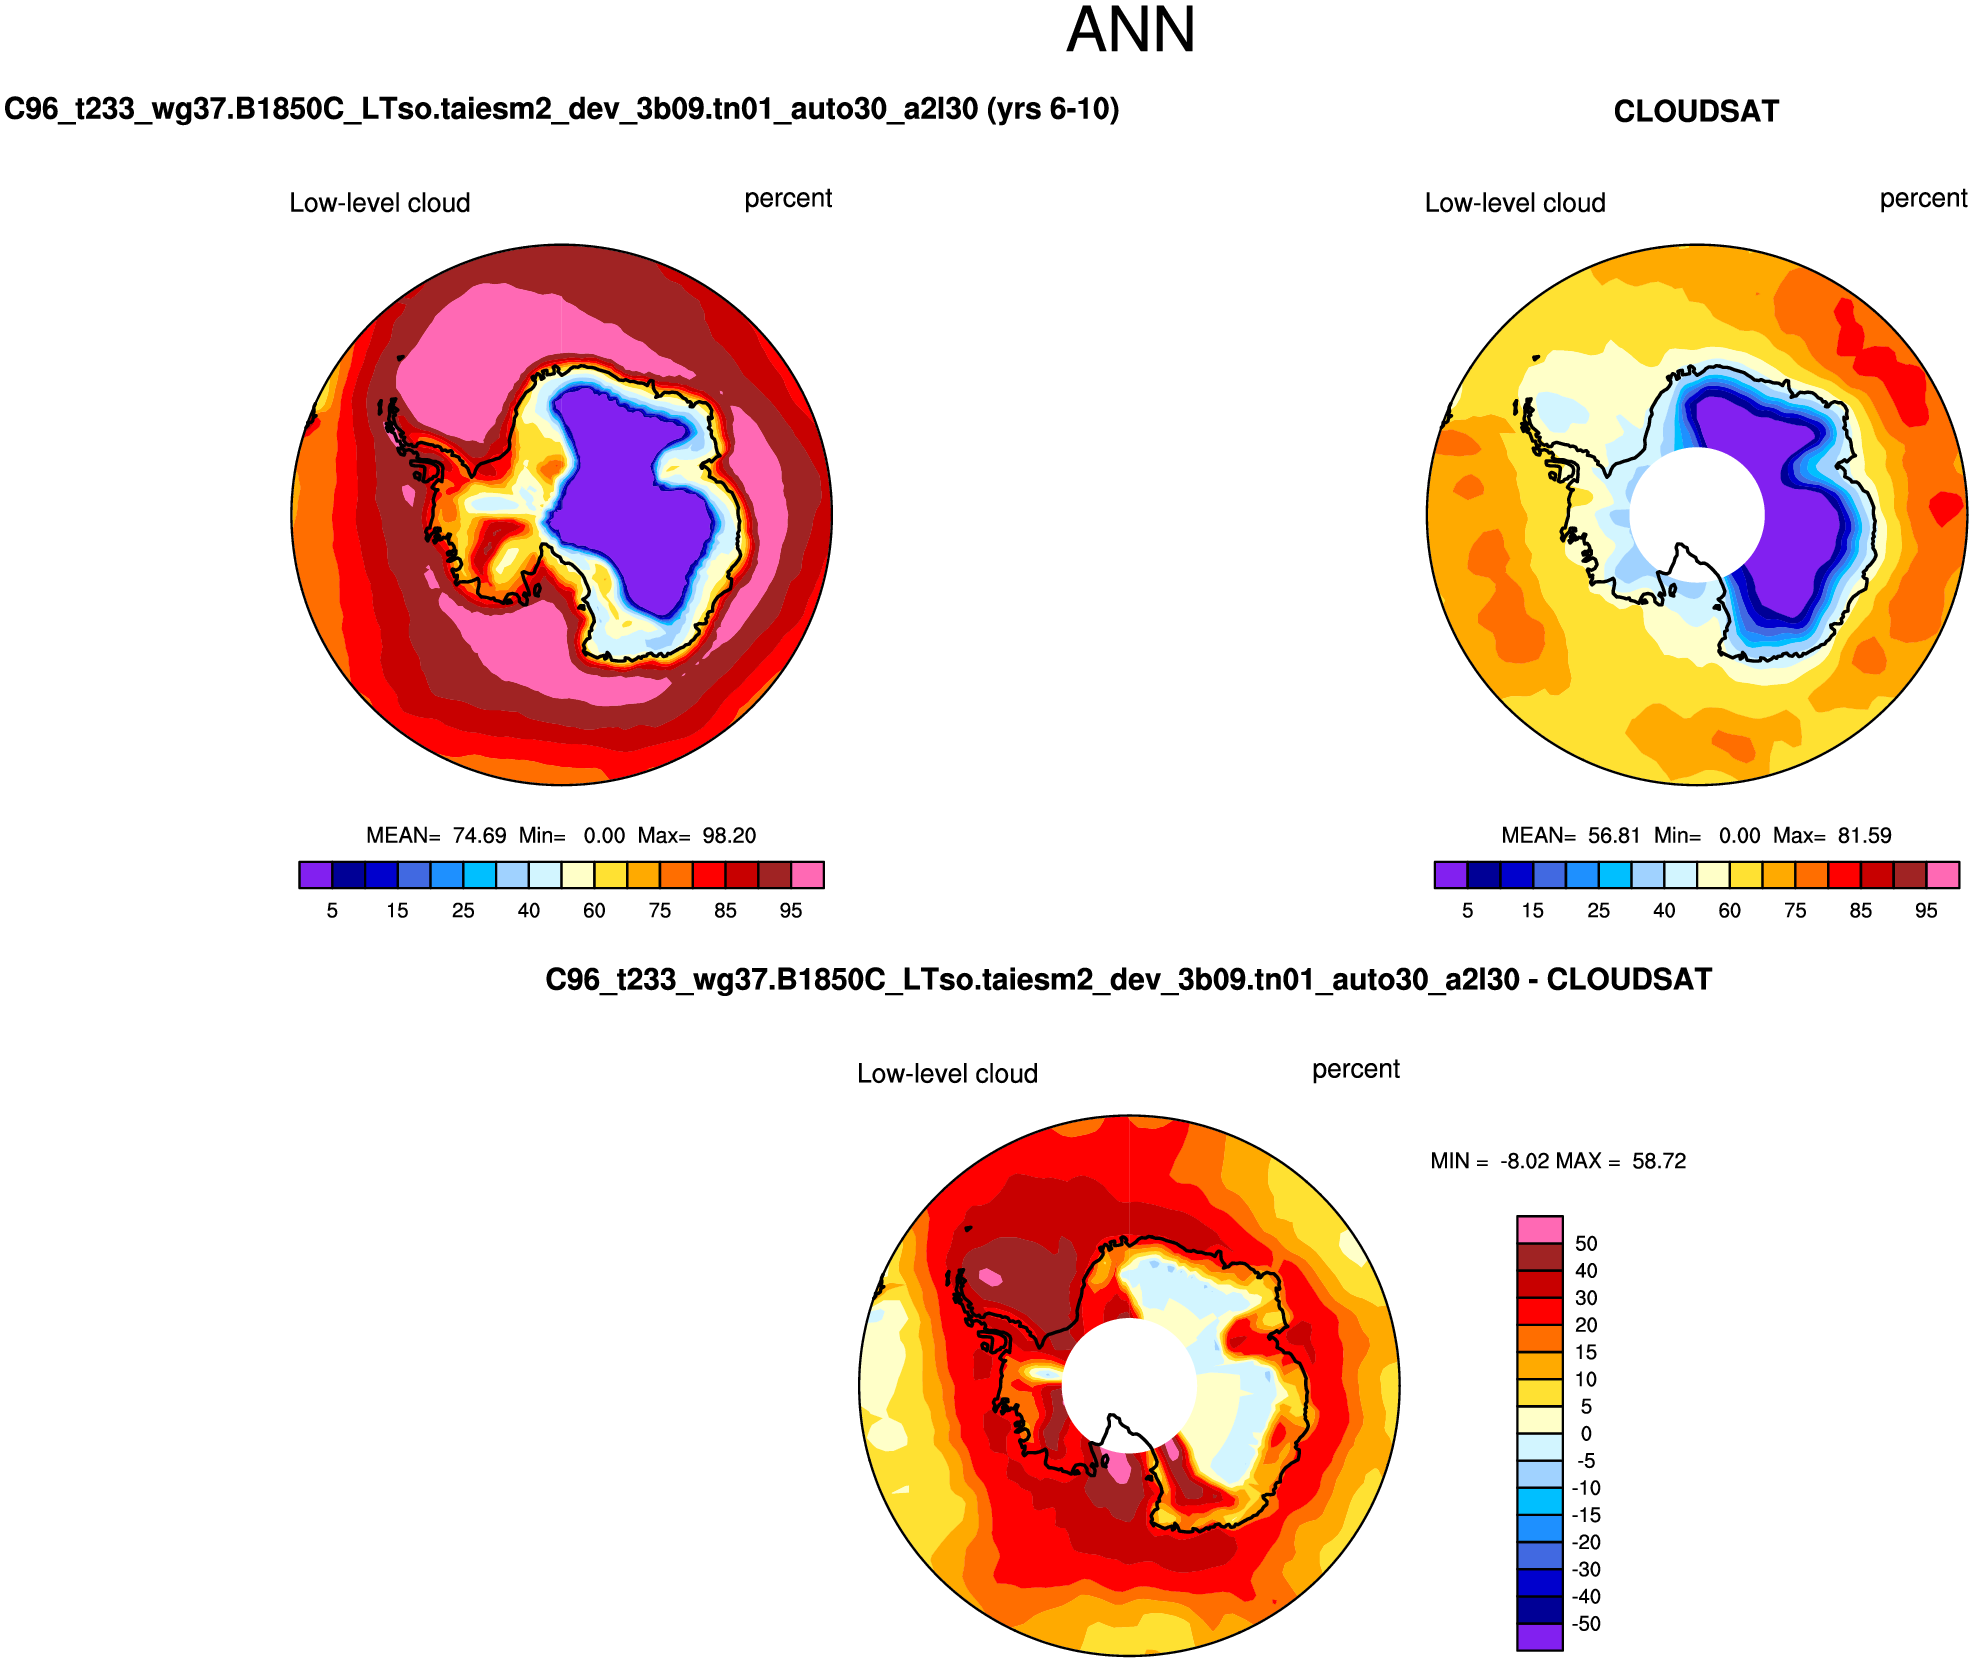 ANN
C96_t233_wg37.B1850C_LTso.taiesm2_dev_3b09.tn01_auto30_a2l30 (yrs 6-10)
CLOUDSAT
Low-level cloud percent
Low-level cloud percent
MEAN= 74.69 Min= 0.00 Max= 98.20
5 15 25 40 60 75 85 95
MEAN= 56.81 Min= 0.00 Max= 81.59
5 15 25 40 60 75 85 95
C96_t233_wg37.B1850C_LTso.taiesm2_dev_3b09.tn01_auto30_a2l30 - CLOUDSAT
Low-level cloud percent
MIN = -8.02 MAX = 58.72
50
40
30
20
15
10
5
0
-5
-10
-15
-20
-30
-40
-50